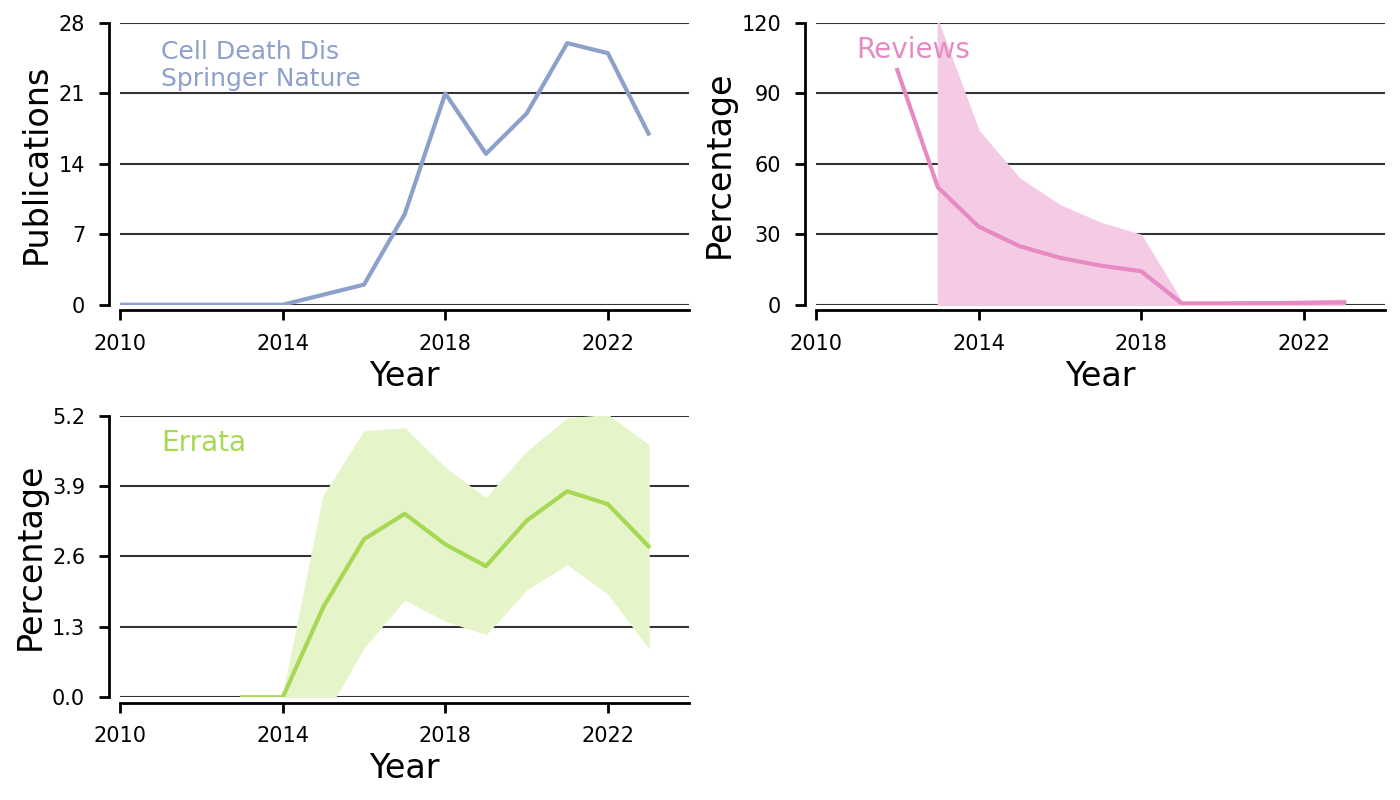 Publications
28
21
14
7
0
Cell Death Dis
Springer Nature
2010 2014 2018 2022
Year
Percentage
120
90
60
30
0
Reviews
2010 2014 2018 2022
Year
Percentage
5.2
3.9
2.6
1.3
0.0
Errata
2010 2014 2018 2022
Year